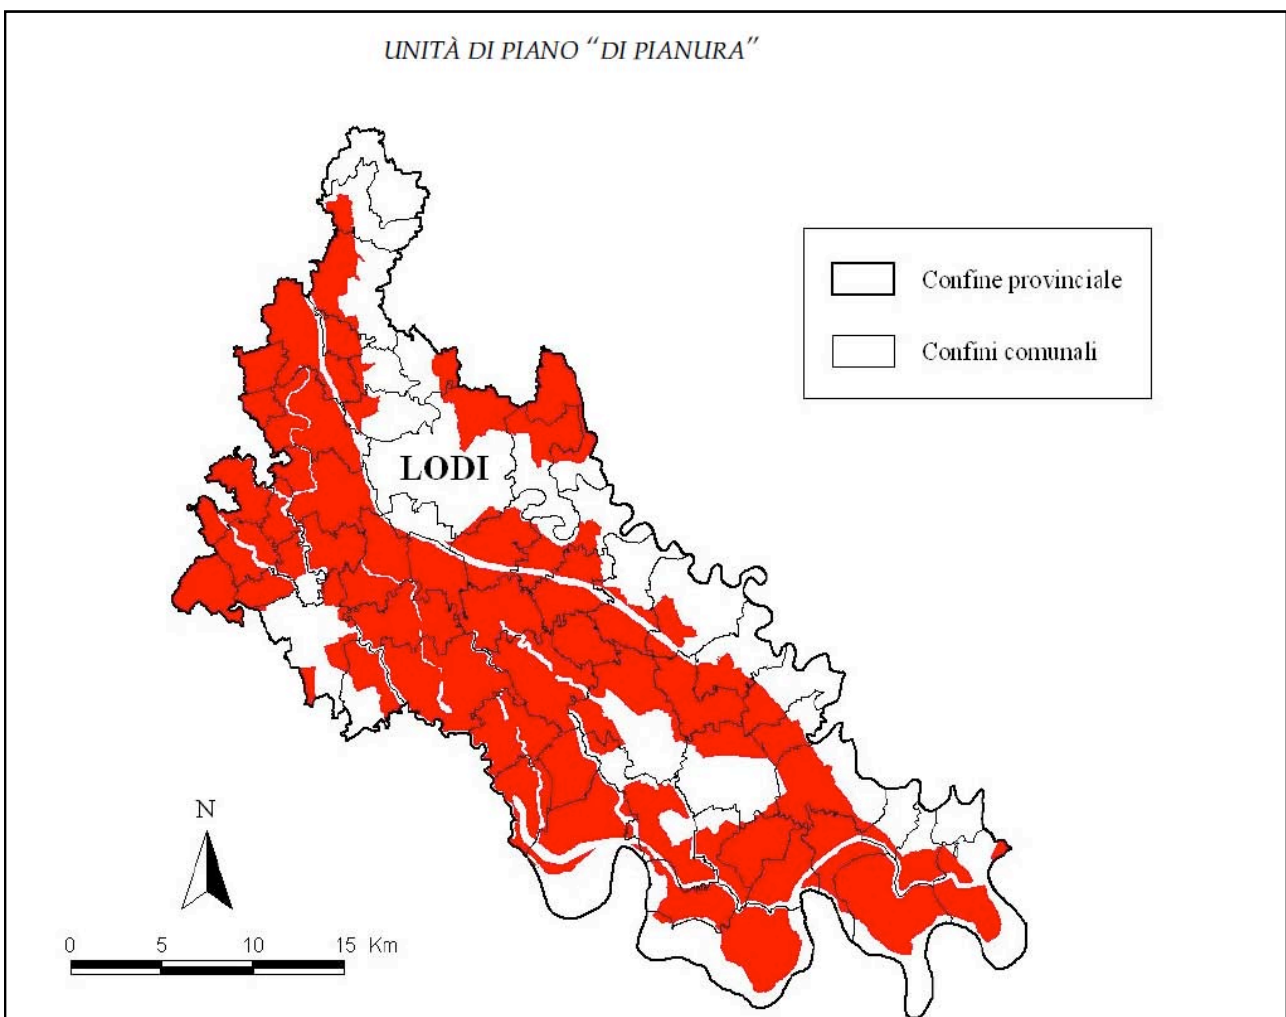 UNITÀ DI PIANO “DI PIANURA”
Confine provinciale
Confini comunali
LODI
N
0 5 10 15 Km